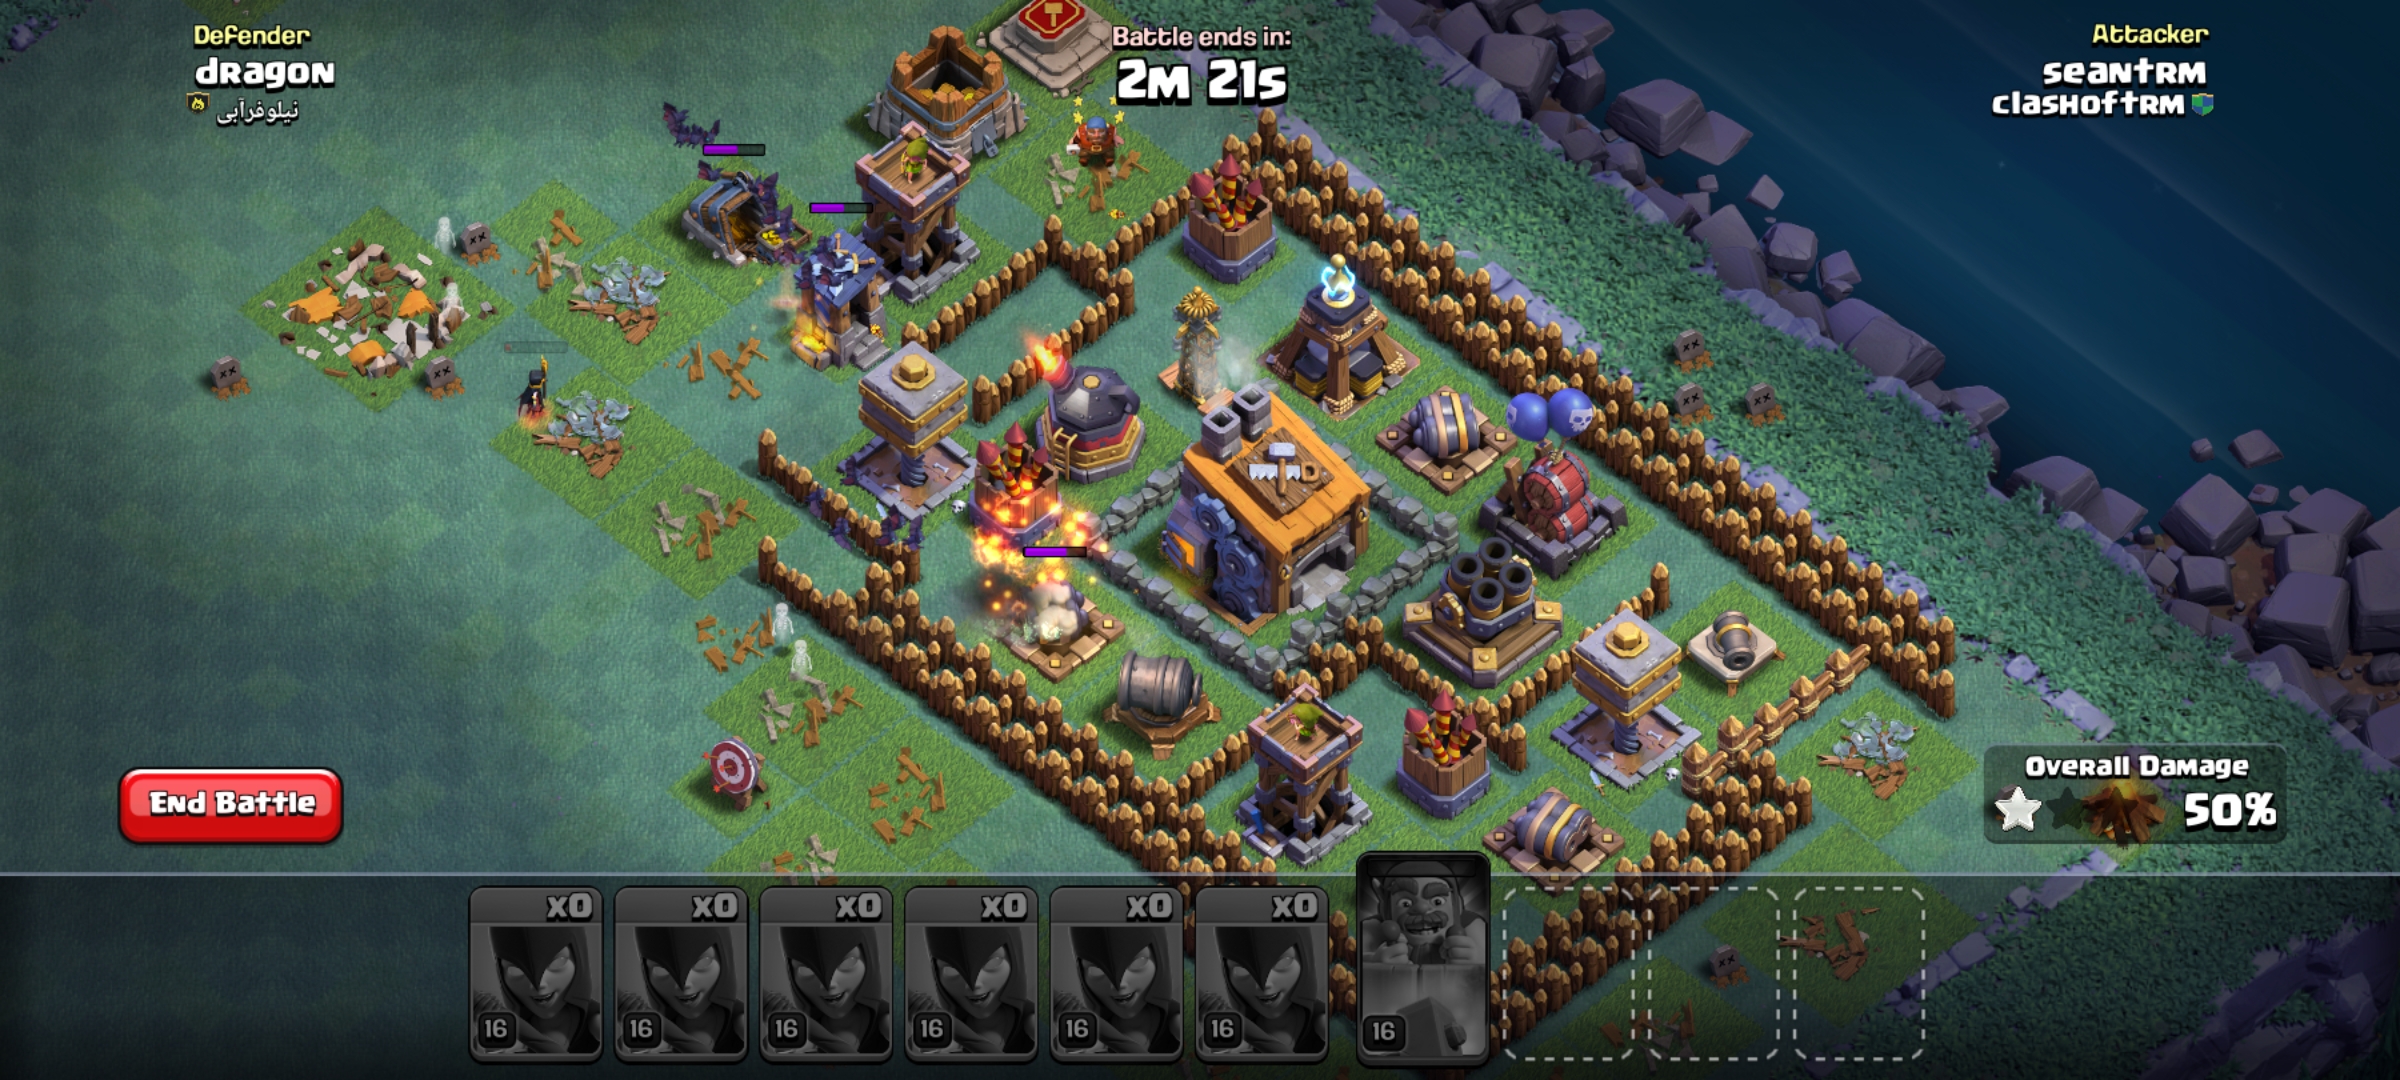 Defender
dragon
نیلوفرآبی
Battle ends in:
2M 21s
Attacker
seantRM
clashoftRM
End Battle
Overall Damage
50%
x0
x0
x0
x0
x0
x0
16
16
16
16
16
16
16